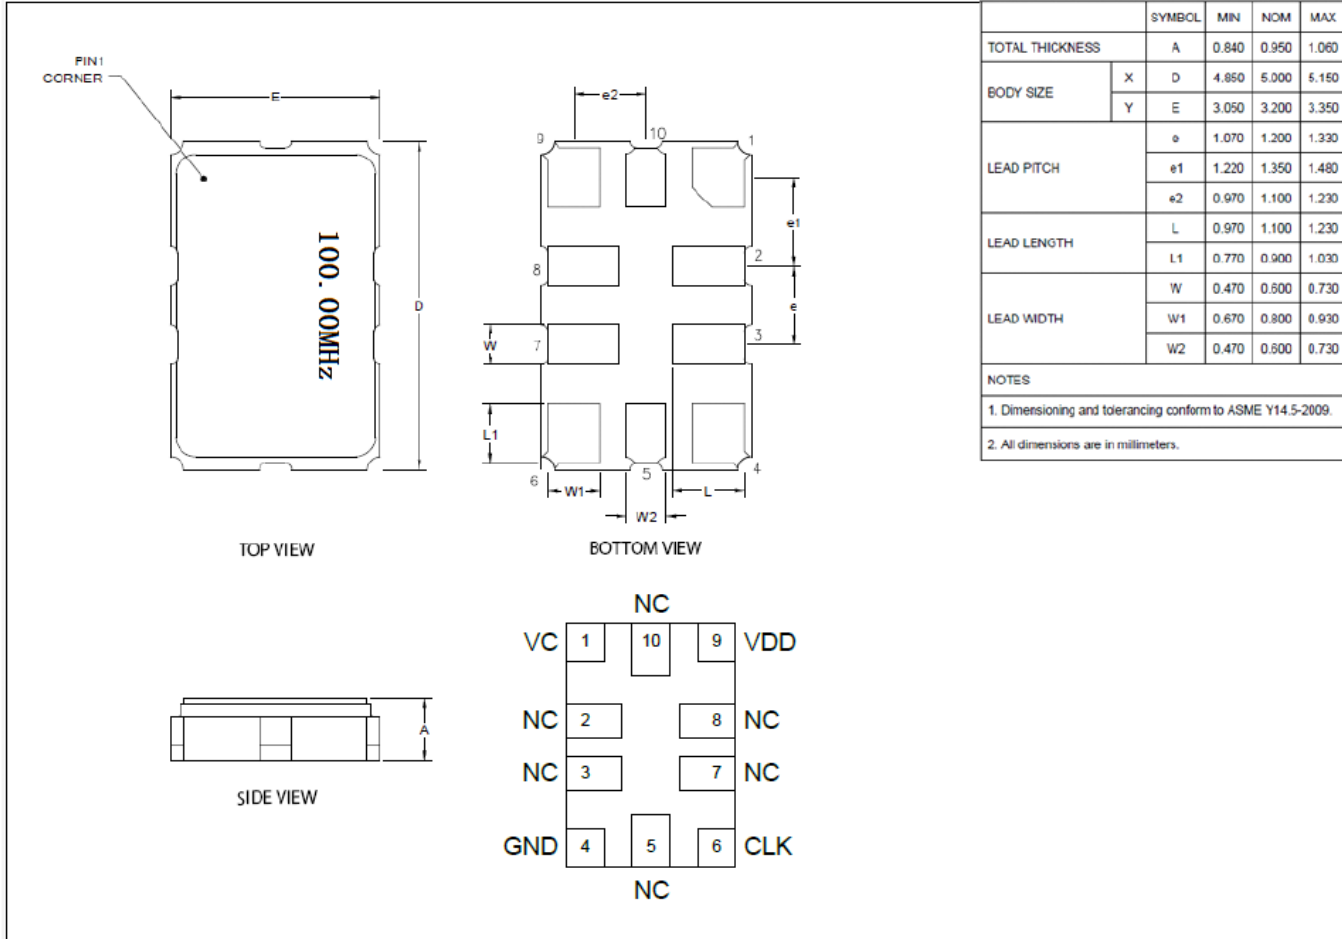 PIN1
CORNER
E
D
100.00MHz
TOP VIEW
e2
9
10
1
e1
8
2
e
W
7
3
L1
6
5
4
W1
L
W2
BOTTOM VIEW
A
SIDE VIEW
NC
VC 1 10 9 VDD
NC 2 8 NC
NC 3 7 NC
GND 4 5 6 CLK
NC
SYMBOL MIN NOM MAX
TOTAL THICKNESS A 0.840 0.950 1.060
BODY SIZE X D 4.850 5.000 5.150
Y E 3.050 3.200 3.350
LEAD PITCH e 1.070 1.200 1.330
e1 1.220 1.350 1.480
e2 0.970 1.100 1.230
LEAD LENGTH L 0.970 1.100 1.230
L1 0.770 0.900 1.030
LEAD WIDTH W 0.470 0.600 0.730
W1 0.670 0.800 0.930
W2 0.470 0.600 0.730
NOTES
1. Dimensioning and tolerancing conform to ASME Y14.5-2009.
2. All dimensions are in millimeters.